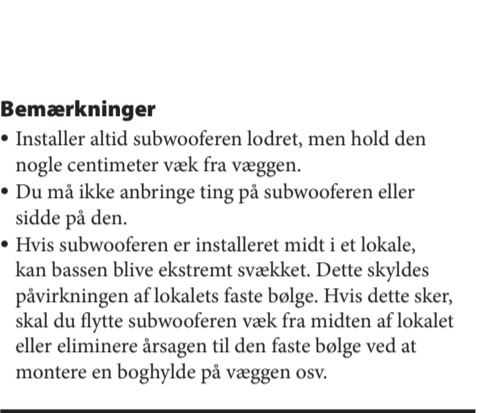 Bemærkninger
• Installer altid subwooferen lodret, men hold den
nogle centimeter væk fra væggen.
• Du må ikke anbringe ting på subwooferen eller
sidde på den.
• Hvis subwooferen er installeret midt i et lokale,
kan bassen blive ekstremt svækket. Dette skyldes
påvirkningen af lokalets faste bølge. Hvis dette sker,
skal du flytte subwooferen væk fra midten af lokalet
eller eliminere årsagen til den faste bølge ved at
montere en boghylde på væggen osv.